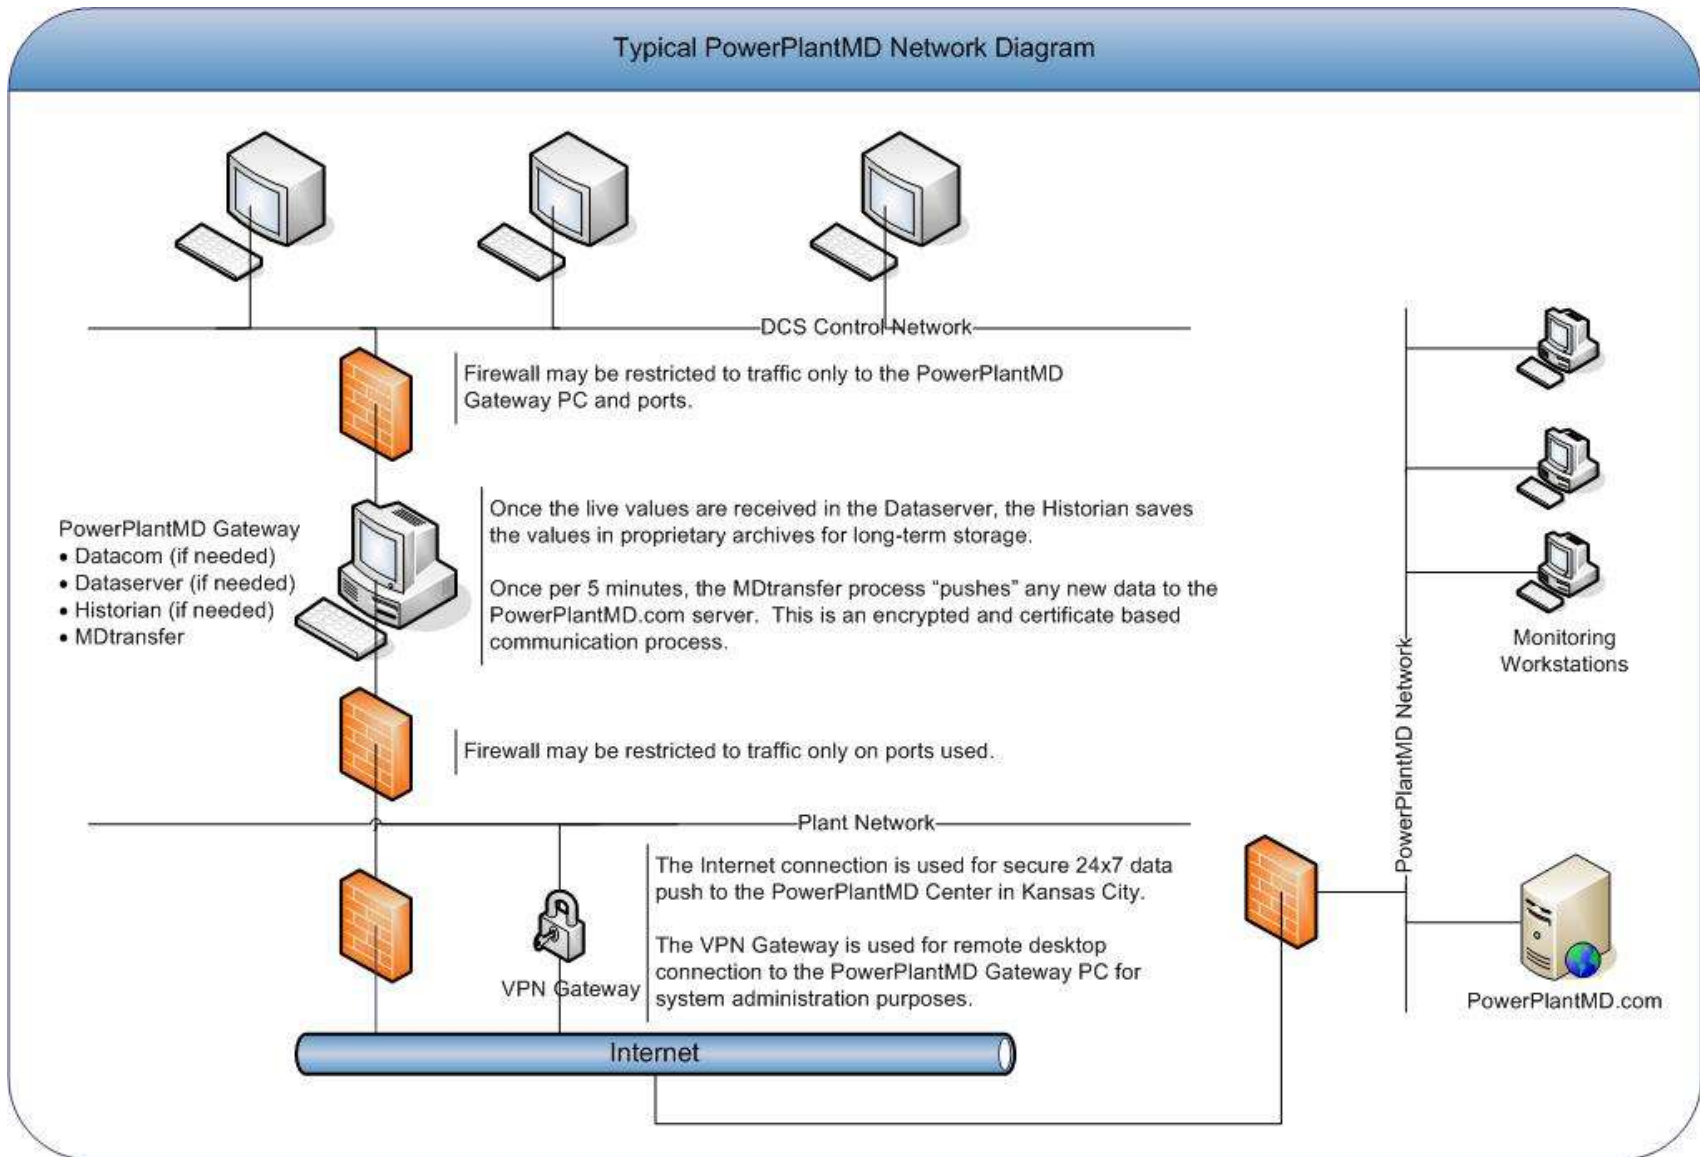 Typical PowerPlantMD Network Diagram
DCS Control Network
Firewall may be restricted to traffic only to the PowerPlantMD
Gateway PC and ports.
PowerPlantMD Gateway
• Datacom (if needed)
• Dataserver (if needed)
• Historian (if needed)
• MDtransfer
Once the live values are received in the Dataserver, the Historian saves
the values in proprietary archives for long-term storage.
Once per 5 minutes, the MDtransfer process “pushes” any new data to the
PowerPlantMD.com server. This is an encrypted and certificate based
communication process.
Firewall may be restricted to traffic only on ports used.
Plant Network
The Internet connection is used for secure 24x7 data
push to the PowerPlantMD Center in Kansas City.
The VPN Gateway is used for remote desktop
connection to the PowerPlantMD Gateway PC for
system administration purposes.
VPN Gateway
Internet
PowerPlantMD Network
Monitoring
Workstations
PowerPlantMD.com